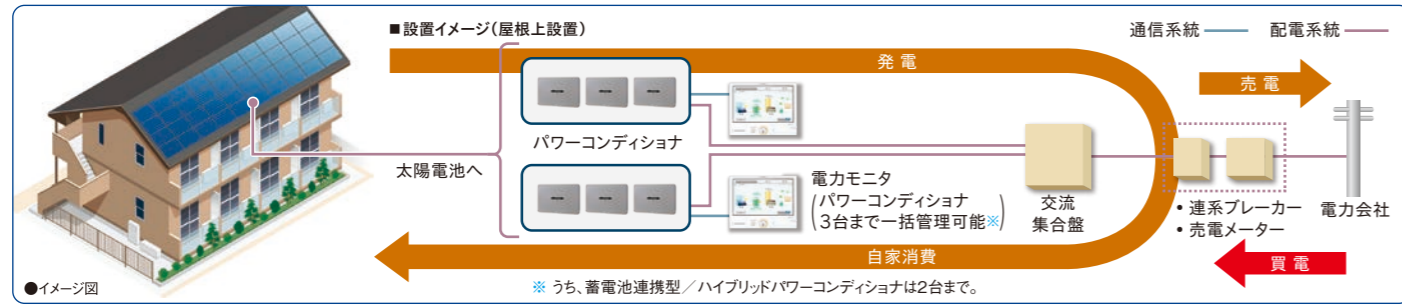 ■設置イメージ（屋根上設置）
通信系統
配電系統
発 電
売 電
パワーコンディショナ
太陽電池へ
電力モニタ
(パワーコンディショナ
3台まで一括管理可能※)
交流
集合盤
• 連系ブレーカー
• 売電メーター
電力会社
自家消費
買 電
●イメージ図
※ うち、蓄電池連携型／ハイブリッドパワーコンディショナは2台まで。